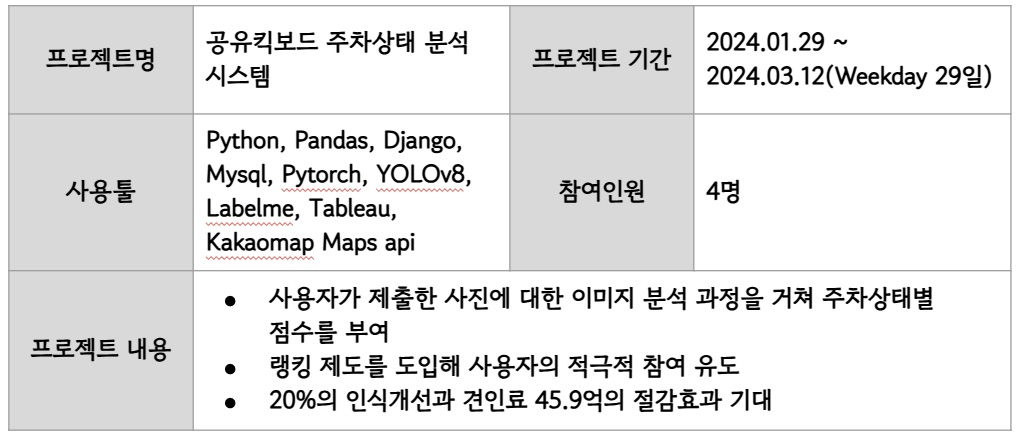 프로젝트명
공유킥보드 주차상태 분석
시스템
프로젝트 기간
2024.01.29 ~
2024.03.12(Weekday 29일)
사용툴
Python, Pandas, Django,
Mysql, Pytorch, YOLOv8,
Labelme, Tableau,
Kakaomap Maps api
참여인원
4명
프로젝트 내용
● 사용자가 제출한 사진에 대한 이미지 분석 과정을 거쳐 주차상태별
점수를 부여
● 랭킹 제도를 도입해 사용자의 적극적 참여 유도
● 20%의 인식개선과 견인료 45.9억의 절감효과 기대